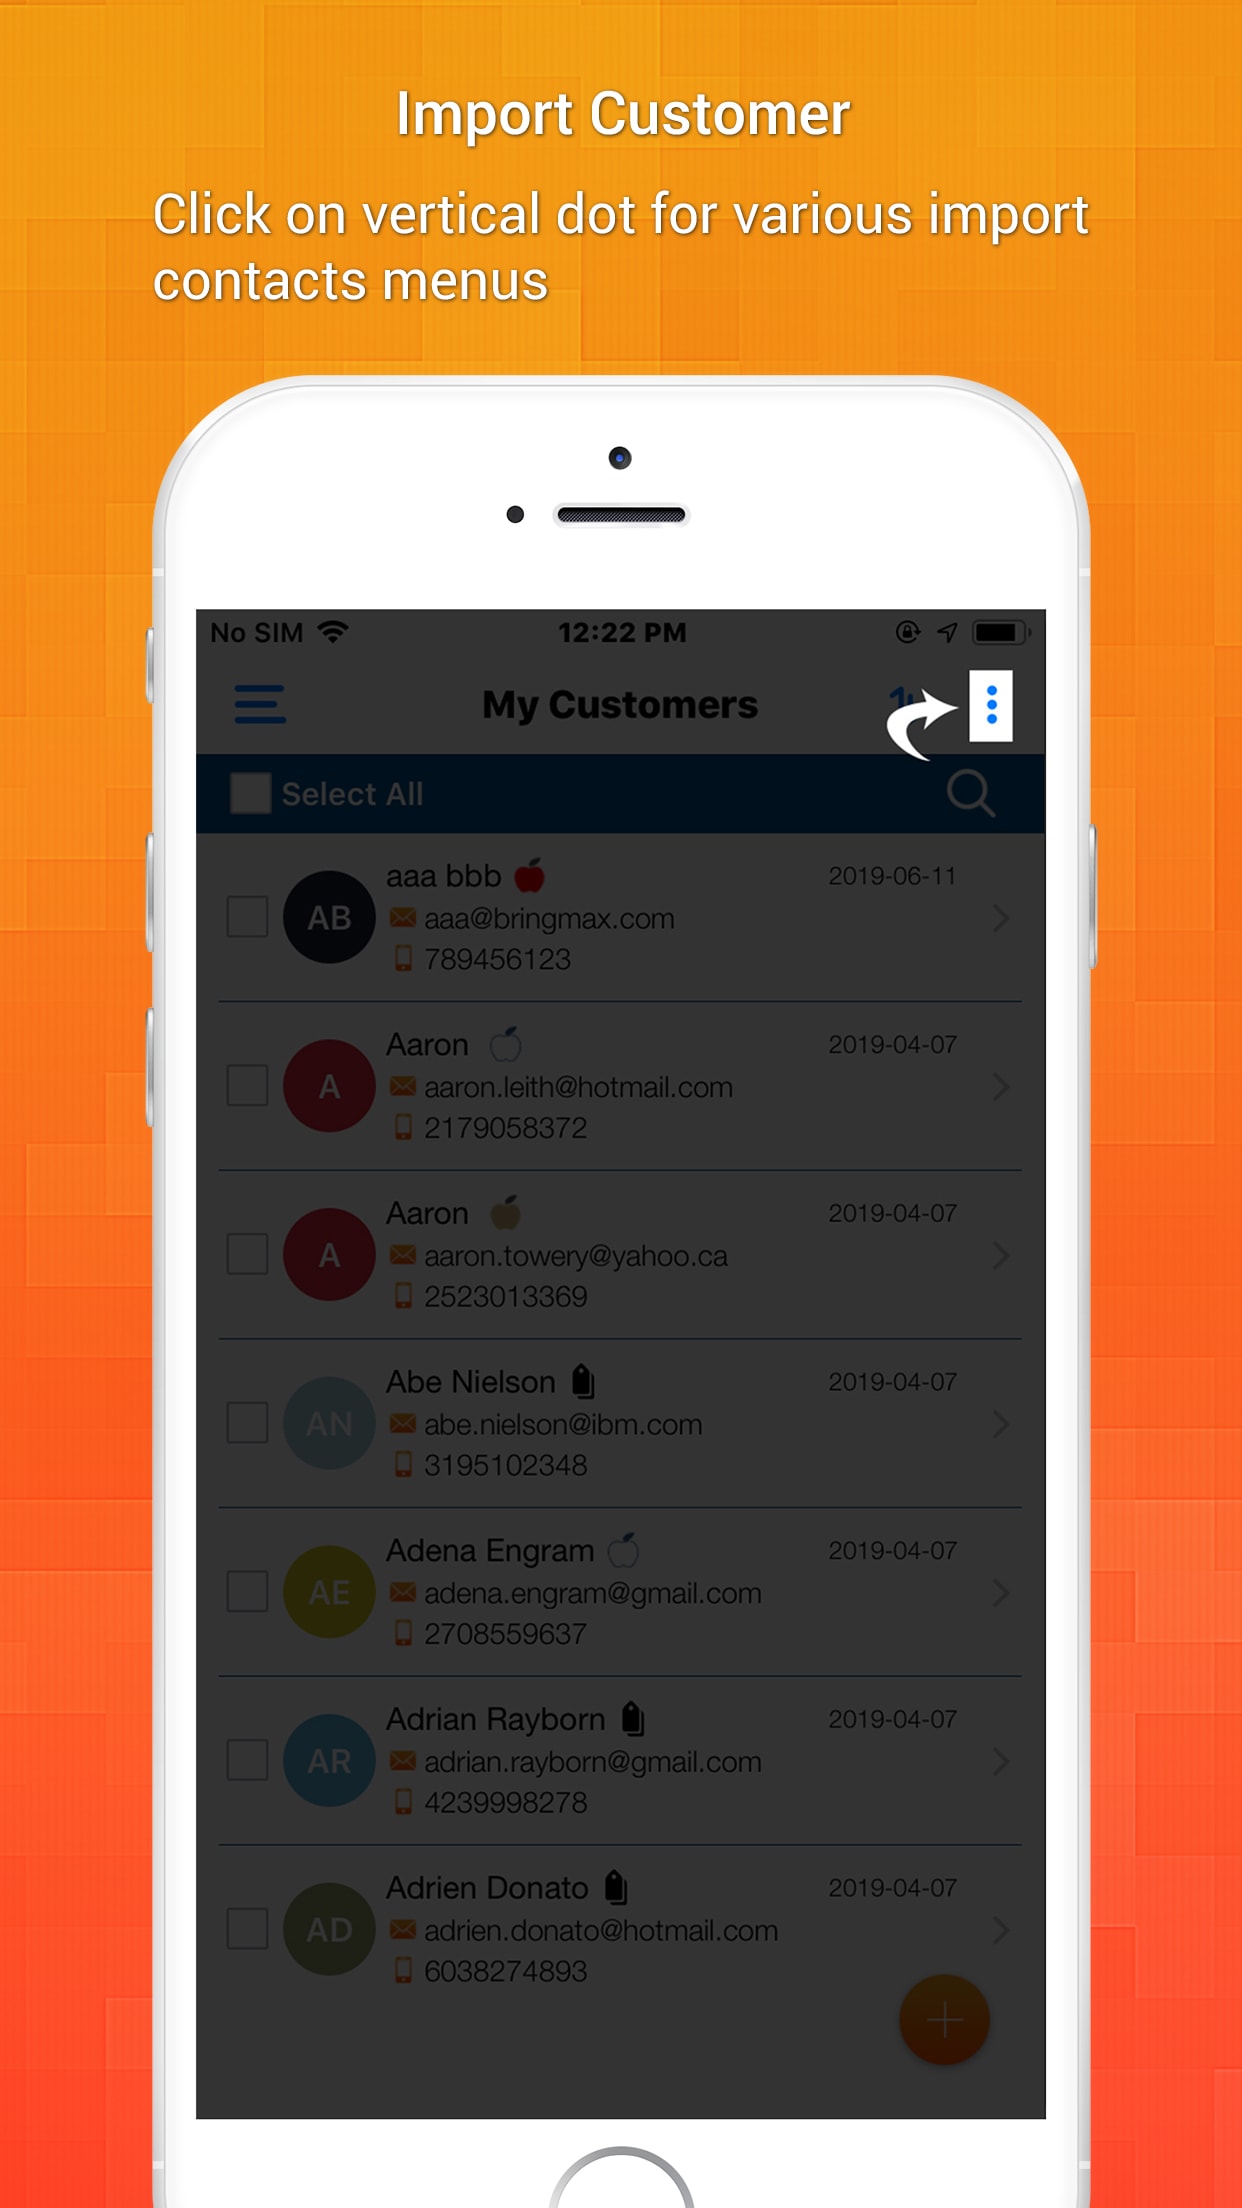 Import Customer
Click on vertical dot for various import
contacts menus
No SIM
12:22 PM
My Customers
Select All
AB
aaa bbb
2019-06-11
aaa@bringmax.com
789456123
A
Aaron
2019-04-07
aaron.leith@hotmail.com
2179058372
A
Aaron
2019-04-07
aaron.towery@yahoo.ca
2523013369
AN
Abe Nielson
2019-04-07
abe.nielson@ibm.com
3195102348
AE
Adena Engram
2019-04-07
adena.engram@gmail.com
2708559637
AR
Adrian Rayborn
2019-04-07
adrian.rayborn@gmail.com
4239998278
AD
Adrien Donato
2019-04-07
adrien.donato@hotmail.com
6038274893